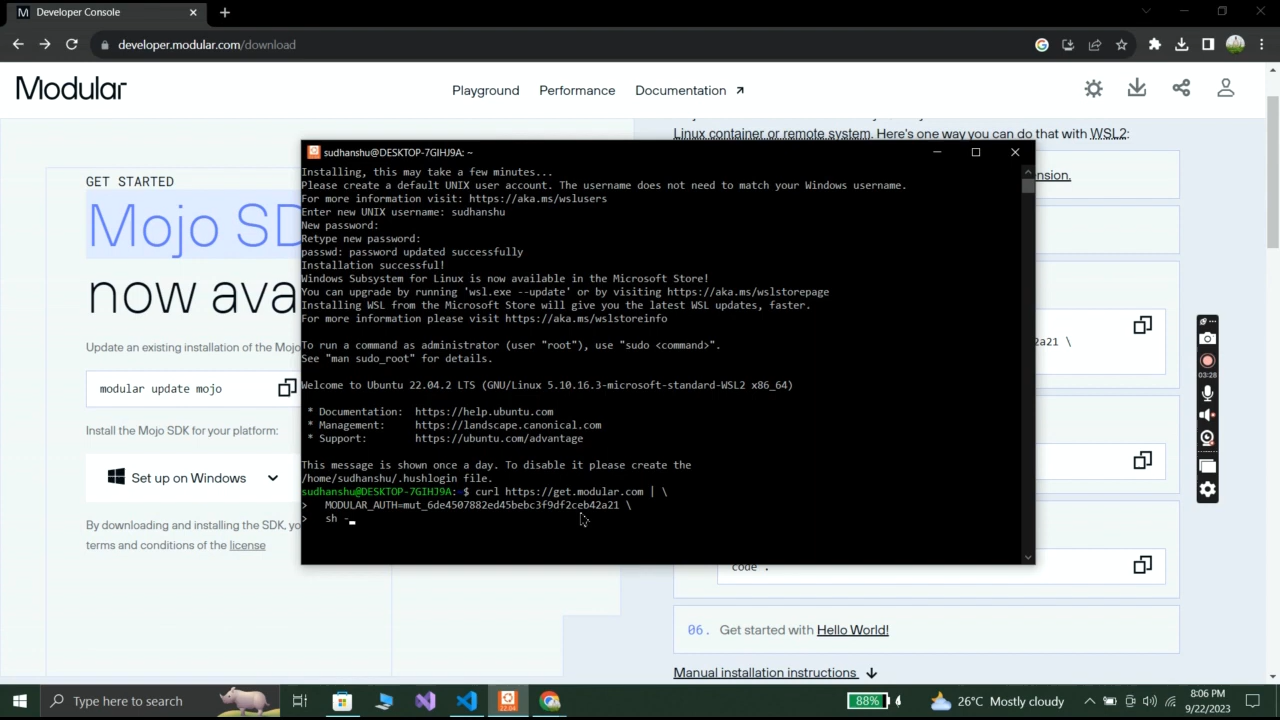 Developer Console
developer.modular.com/download
Modular
Playground
Performance
Documentation
Linux container or remote system. Here's one way you can do that with WSL2:
GET STARTED
Mojo SD
now ava
Update an existing installation of the Mojo
modular update mojo
Install the Mojo SDK for your platform:
Set up on Windows
By downloading and installing the SDK, yo
terms and conditions of the license
sudhanshu@DESKTOP-7GIHJ9A: ~
Installing, this may take a few minutes...
Please create a default UNIX user account. The username does not need to match your Windows username.
For more information visit: https://aka.ms/wslusers
Enter new UNIX username: sudhanshu
New password:
Retype new password:
passwd: password updated successfully
Installation successful!
Windows Subsystem for Linux is now available in the Microsoft Store!
You can upgrade by running 'wsl.exe --update' or by visiting https://aka.ms/wslstorepage
Installing WSL from the Microsoft Store will give you the latest WSL updates, faster.
For more information please visit https://aka.ms/wslstoreinfo
To run a command as administrator (user "root"), use "sudo <command>".
See "man sudo_root" for details.
Welcome to Ubuntu 22.04.2 LTS (GNU/Linux 5.10.16.3-microsoft-standard-WSL2 x86_64)
* Documentation: https://help.ubuntu.com
* Management: https://landscape.canonical.com
* Support: https://ubuntu.com/advantage
This message is shown once a day. To disable it please create the
/home/sudhanshu/.hushlogin file.
sudhanshu@DESKTOP-7GIHJ9A:~$ curl https://get.modular.com | \
> MODULAR_AUTH=mut_6de4507882ed45bebc3f9df2ceb42a21 \
> sh -
ension.
2a21 \
code .
06. Get started with Hello World!
Manual installation instructions
03:28
Type here to search
22.04
88%
26°C Mostly cloudy
8:06 PM
9/22/2023